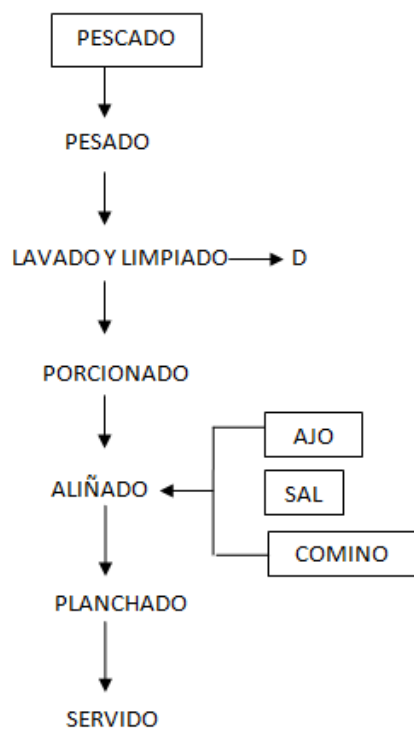 PESCADO
PESADO
LAVADO Y LIMPIADO D
PORCIONADO
AJO
ALIÑADO
SAL
COMINO
PLANCHADO
SERVIDO